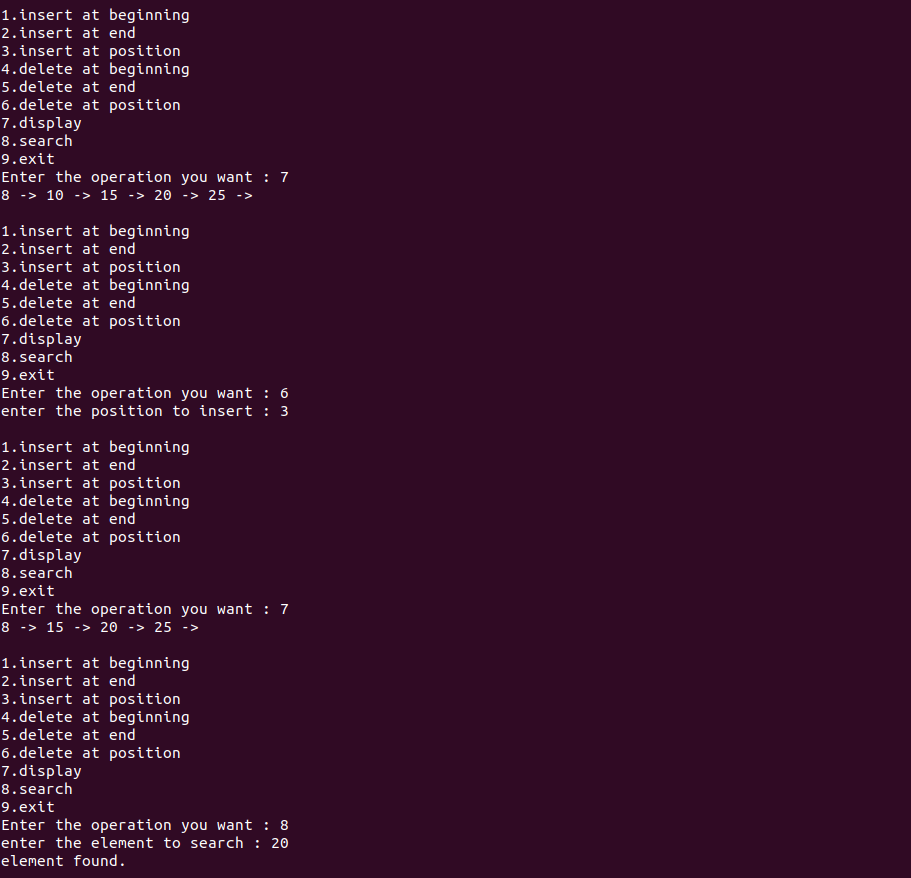 1.insert at beginning
2.insert at end
3.insert at position
4.delete at beginning
5.delete at end
6.delete at position
7.display
8.search
9.exit
Enter the operation you want : 7
8 -> 10 -> 15 -> 20 -> 25 ->

1.insert at beginning
2.insert at end
3.insert at position
4.delete at beginning
5.delete at end
6.delete at position
7.display
8.search
9.exit
Enter the operation you want : 6
enter the position to insert : 3

1.insert at beginning
2.insert at end
3.insert at position
4.delete at beginning
5.delete at end
6.delete at position
7.display
8.search
9.exit
Enter the operation you want : 7
8 -> 15 -> 20 -> 25 ->

1.insert at beginning
2.insert at end
3.insert at position
4.delete at beginning
5.delete at end
6.delete at position
7.display
8.search
9.exit
Enter the operation you want : 8
enter the element to search : 20
element found.